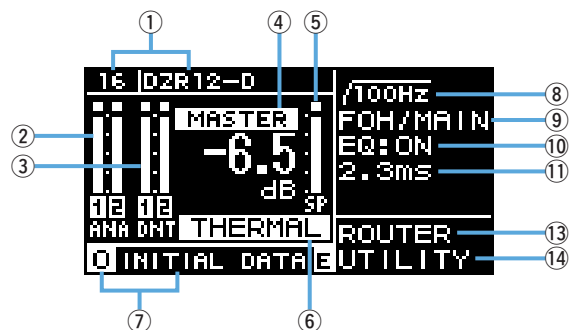 ① ④ ⑤
16 DZR12-D
/100Hz ⑧
② MASTER FOH/MAIN ⑨
③ -6.5 EQ:ON ⑩
dB 2.3ms ⑪
1 2 1 2 SP
ANA DNT THERMAL ROUTER ⑬
0 INITIAL DATA E UTILITY ⑭
⑦ ⑥